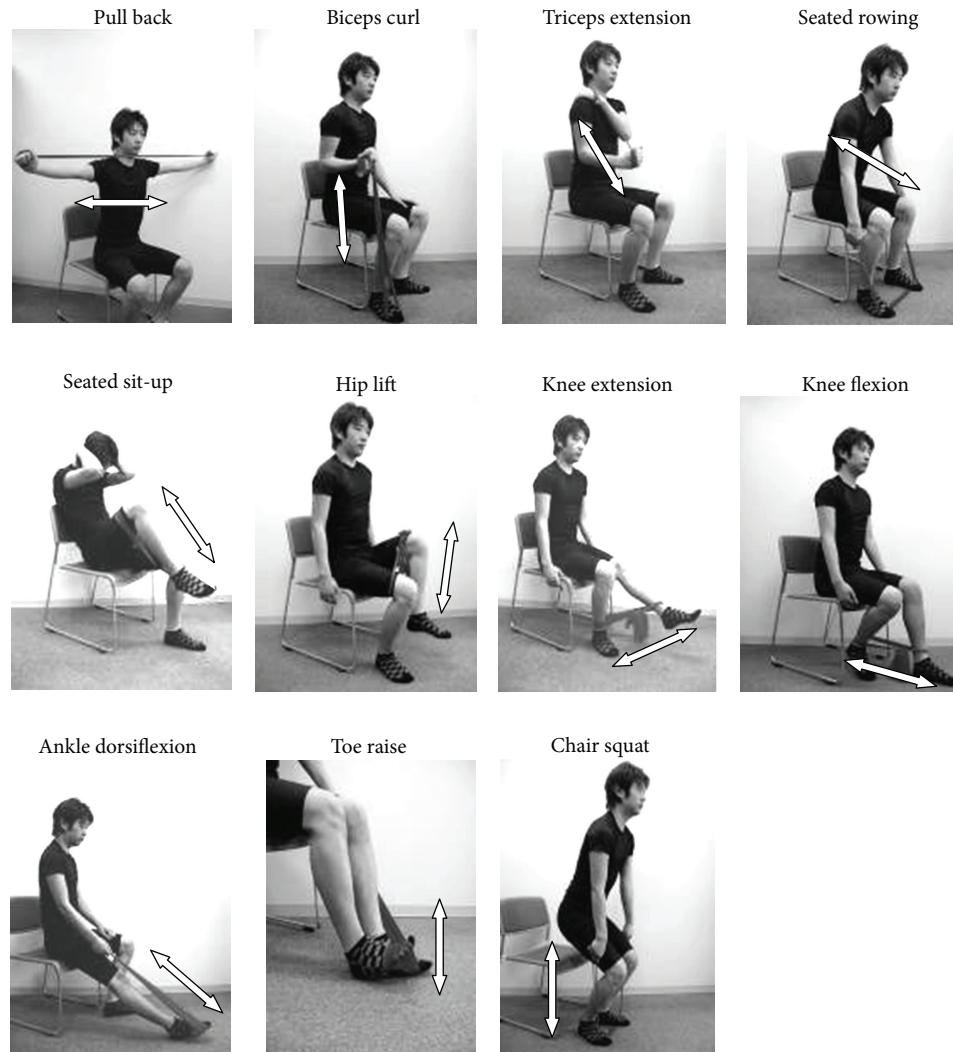 Pull back
Biceps curl
Triceps extension
Seated rowing
Seated sit-up
Hip lift
Knee extension
Knee flexion
Ankle dorsiflexion
Toe raise
Chair squat